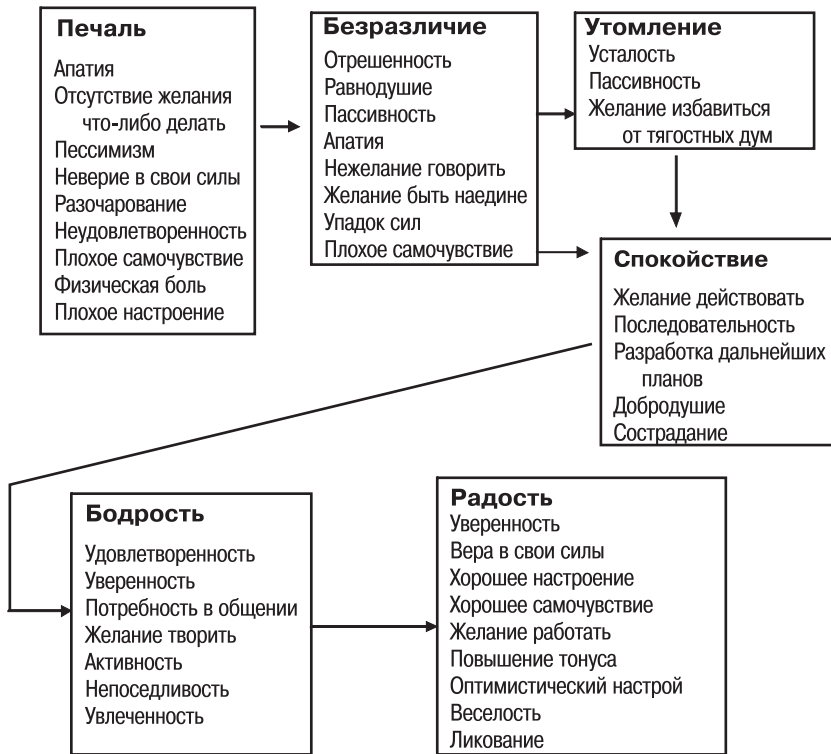 Печаль
Апатия
Отсутствие желания
что-либо делать
Пессимизм
Неверие в свои силы
Разочарование
Неудовлетворенность
Плохое самочувствие
Физическая боль
Плохое настроение
Безразличие
Отрешенность
Равнодушие
Пассивность
Апатия
Нежелание говорить
Желание быть наедине
Упадок сил
Плохое самочувствие
Утомление
Усталость
Пассивность
Желание избавиться
от тягостных дум
Спокойствие
Желание действовать
Последовательность
Разработка дальнейших
планов
Добродушие
Сострадание
Бодрость
Удовлетворенность
Уверенность
Потребность в общении
Желание творить
Активность
Непоседливость
Увлеченность
Радость
Уверенность
Вера в свои силы
Хорошее настроение
Хорошее самочувствие
Желание работать
Повышение тонуса
Оптимистический настрой
Веселость
Ликование